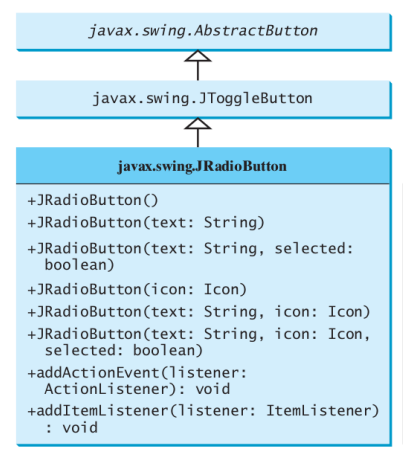 javax.swing.AbstractButton
javax.swing.JToggleButton
javax.swing.JRadioButton
+JRadioButton()
+JRadioButton(text: String)
+JRadioButton(text: String, selected:
boolean)
+JRadioButton(icon: Icon)
+JRadioButton(text: String, icon: Icon)
+JRadioButton(text: String, icon: Icon,
selected: boolean)
+addActionEvent(listener:
ActionListener): void
+addItemListener(listener: ItemListener)
: void